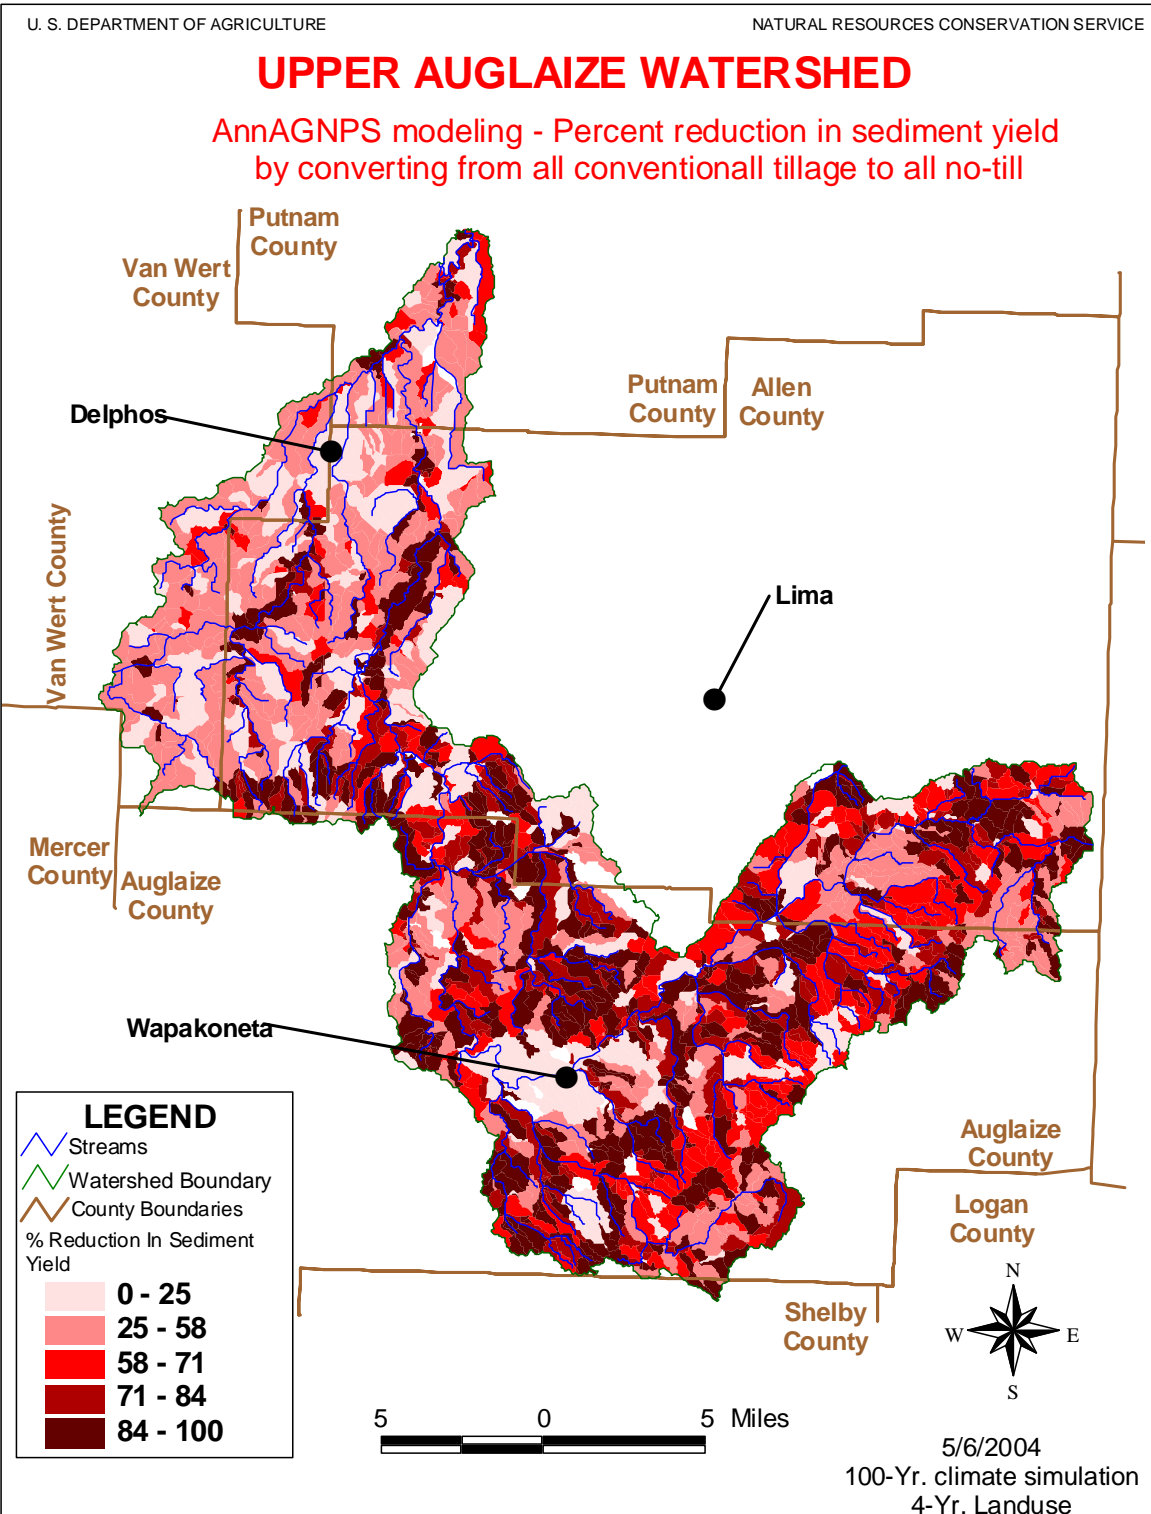 U. S. DEPARTMENT OF AGRICULTURE
NATURAL RESOURCES CONSERVATION SERVICE
UPPER AUGLAIZE WATERSHED
AnnAGNPS modeling - Percent reduction in sediment yield
by converting from all conventionall tillage to all no-till
Putnam
County
Van Wert
County
Putnam
County
Allen
County
Delphos
Van Wert County
Lima
Mercer
County
Auglaize
County
Wapakoneta
LEGEND
Streams
Watershed Boundary
County Boundaries
% Reduction In Sediment
Yield
0 - 25
25 - 58
58 - 71
71 - 84
84 - 100
Auglaize
County
Logan
County
Shelby
County
N
W
E
S
5 0 5 Miles
5/6/2004
100-Yr. climate simulation
4-Yr. Landuse